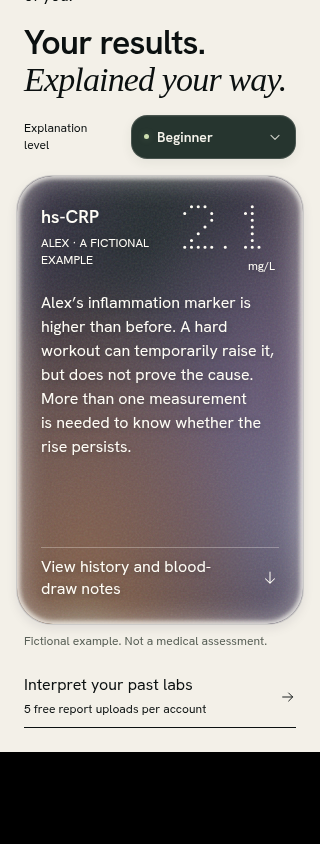 Your results.
Explained your way.
Explanation
level
Beginner
hs-CRP
2.1
ALEX · A FICTIONAL
EXAMPLE
mg/L
Alex’s inflammation marker is
higher than before. A hard
workout can temporarily raise it,
but does not prove the cause.
More than one measurement
is needed to know whether the
rise persists.
View history and blood-
draw notes
Fictional example. Not a medical assessment.
Interpret your past labs
5 free report uploads per account